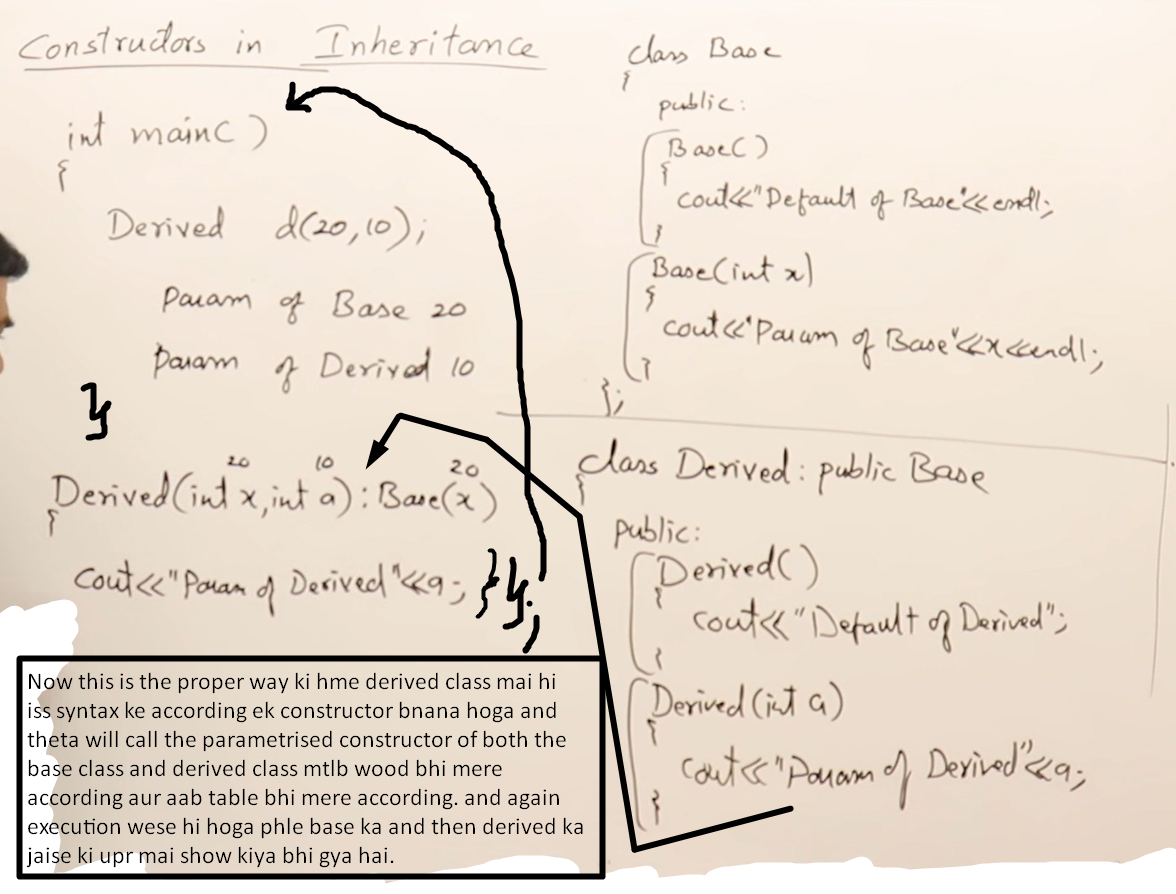 Constructors in Inheritance
int main()
{
Derived d(20,10);
Param of Base 20
Param of Derived 10
}
20 10 20
Derived(int x,int a):Base(x)
{
cout<<"Param of Derived"<<a; }
};
Now this is the proper way ki hme derived class mai hi
iss syntax ke according ek constructor bnana hoga and
theta will call the parametrised constructor of both the
base class and derived class mtlb wood bhi mere
according aur aab table bhi mere according. and again
execution wese hi hoga phle base ka and then derived ka
jaise ki upr mai show kiya bhi gya hai.
class Base
{
public:
Base()
{
cout<<"Default of Base"<<endl;
}
Base(int x)
{
cout<<"Param of Base"<<x<<endl;
}
};
class Derived: public Base
{
public:
Derived()
{
cout<<"Default of Derived";
}
Derived(int a)
{
cout<<"Param of Derived"<<a;
}